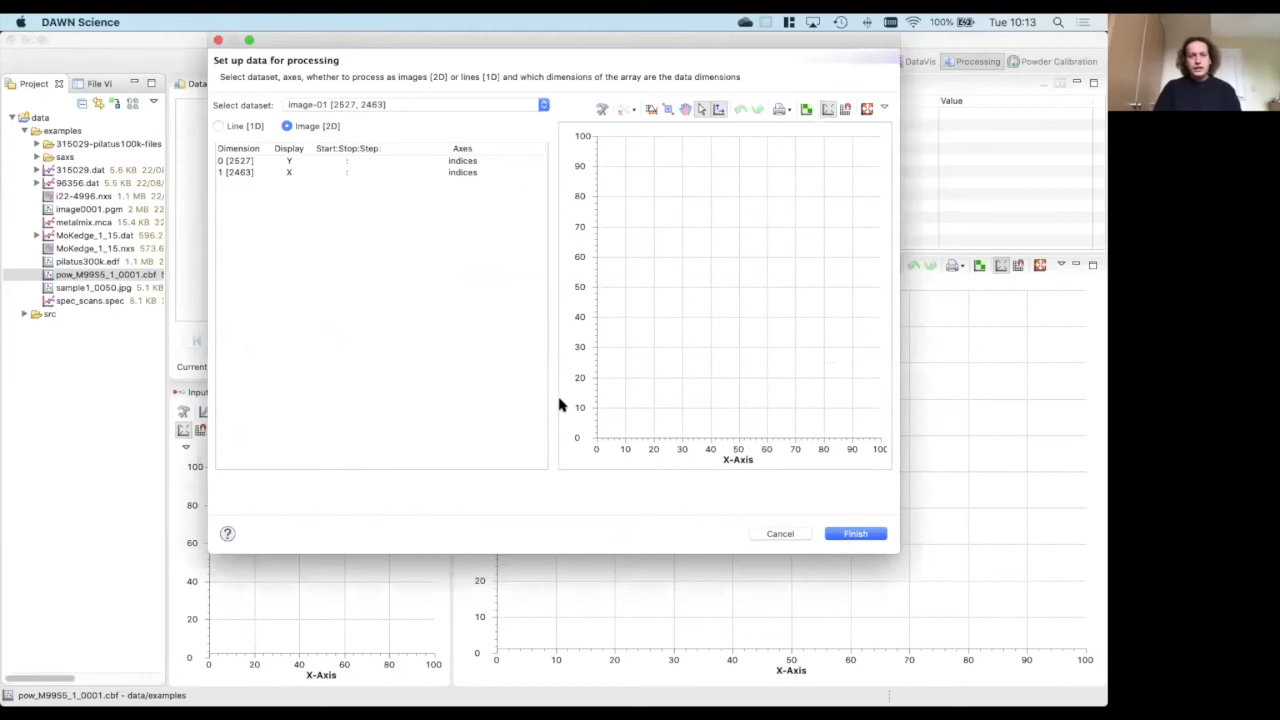 DAWN Science
100%
Tue 10:13
Project
File Vi
Data
Set up data for processing
Select dataset, axes, whether to process as images [2D] or lines [1D] and which dimensions of the array are the data dimensions
DataVis
Processing
Powder Calibration
Value
Select dataset:
image-01 [2527, 2463]
Line [1D]
Image [2D]
Dimension Display Start:Stop:Step Axes
0 [2527] Y : indices
1 [2463] X : indices
data
examples
315029-pilatus100k-files
saxs
315029.dat 5.6 KB 22/08
96356.dat 5.5 KB 22/08/
i22-4996.nxs 1.1 MB 22/
image0001.pgm 2 MB 22
metalmix.mca 15.4 KB 22
MoKedge_1_15.dat 596.2
MoKedge_1_15.nxs 573.6
pilatus300k.edf 1.1 MB
pow_M99S5_1_0001.cbf
sample1_0050.jpg 5.1 K
spec_scans.spec 8.1 KB
src
100
90
80
70
60
50
40
30
20
10
0
0 10 20 30 40 50 60 70 80 90
X-Axis
Current
Input
Cancel
Finish
100
80
60
40
20
0
0 20 40 60 80 100
X-Axis
20
10
0
0 10 20 30 40 50 60 70 80 90 100
X-Axis
pow_M99S5_1_0001.cbf - data/examples